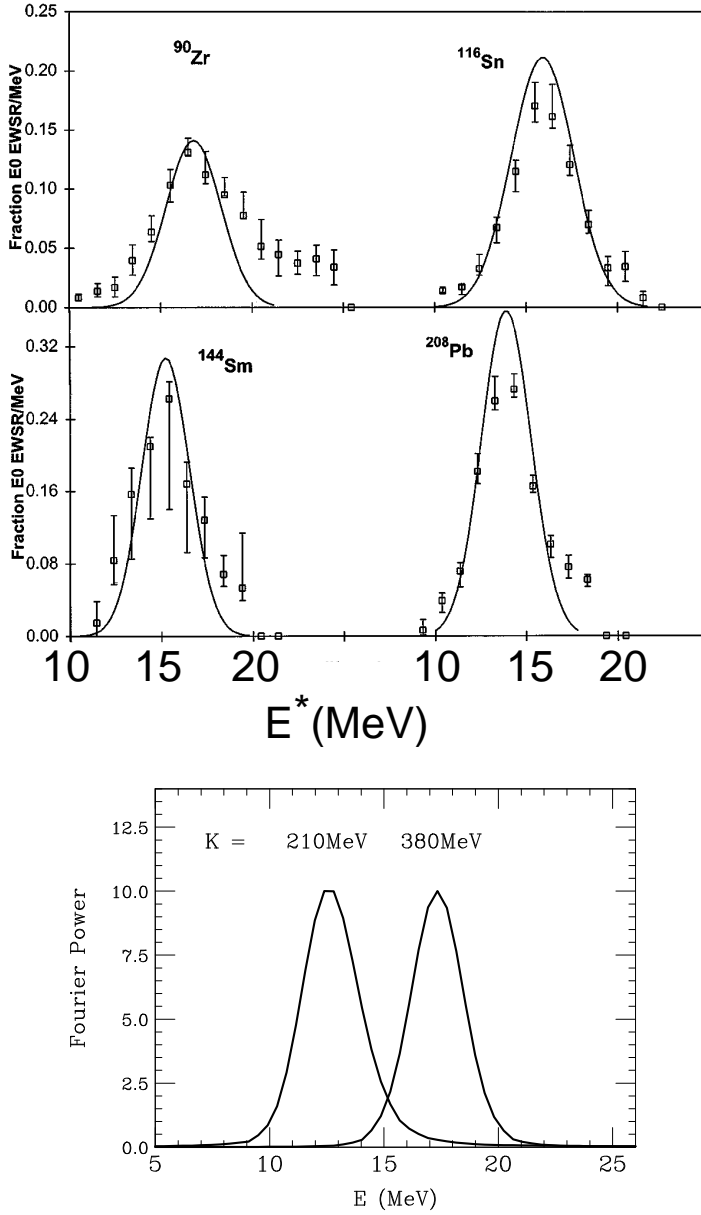 0.25
0.20
0.15
0.10
0.05
0.00
Fraction E0 EWSR/MeV
90Zr
116Sn
0.32
0.24
0.16
0.08
0.00
Fraction E0 EWSR/MeV
144Sm
208Pb
10 15 20 10 15 20
E*(MeV)
12.5
10.0
7.5
5.0
2.5
0.0
Fourier Power
K = 210MeV 380MeV
5 10 15 20 25
E (MeV)